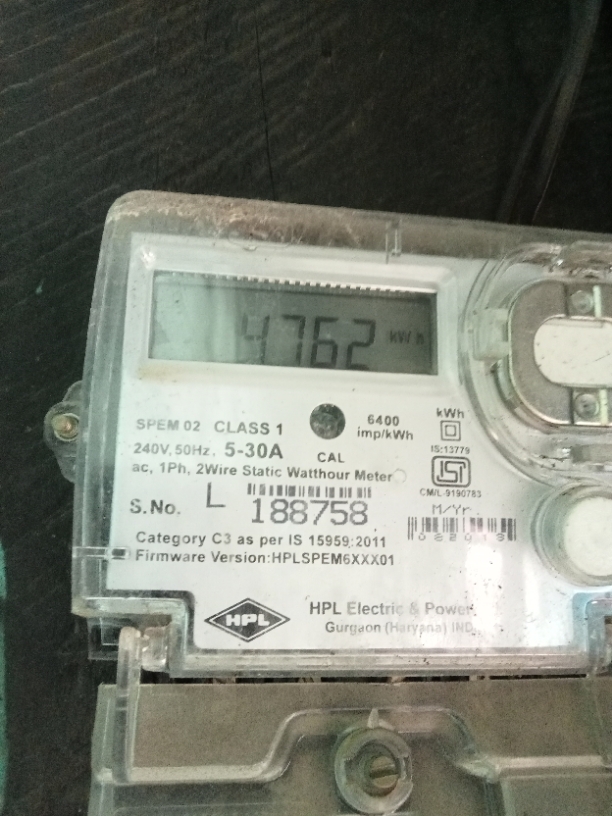 4762 kWh
SPEM 02 CLASS 1
6400
imp/kWh
kWh
240V, 50Hz. 5-30A
CAL
IS:13779
ac, 1Ph, 2Wire Static Watthour Meter
ISI
CM/L-9190783
S.No. L 188758
M/Yr.
Category C3 as per IS 15959:2011
Firmware Version:HPLSPEM6XXX01
HPL
HPL Electric & Power
Gurgaon (Haryana) IND